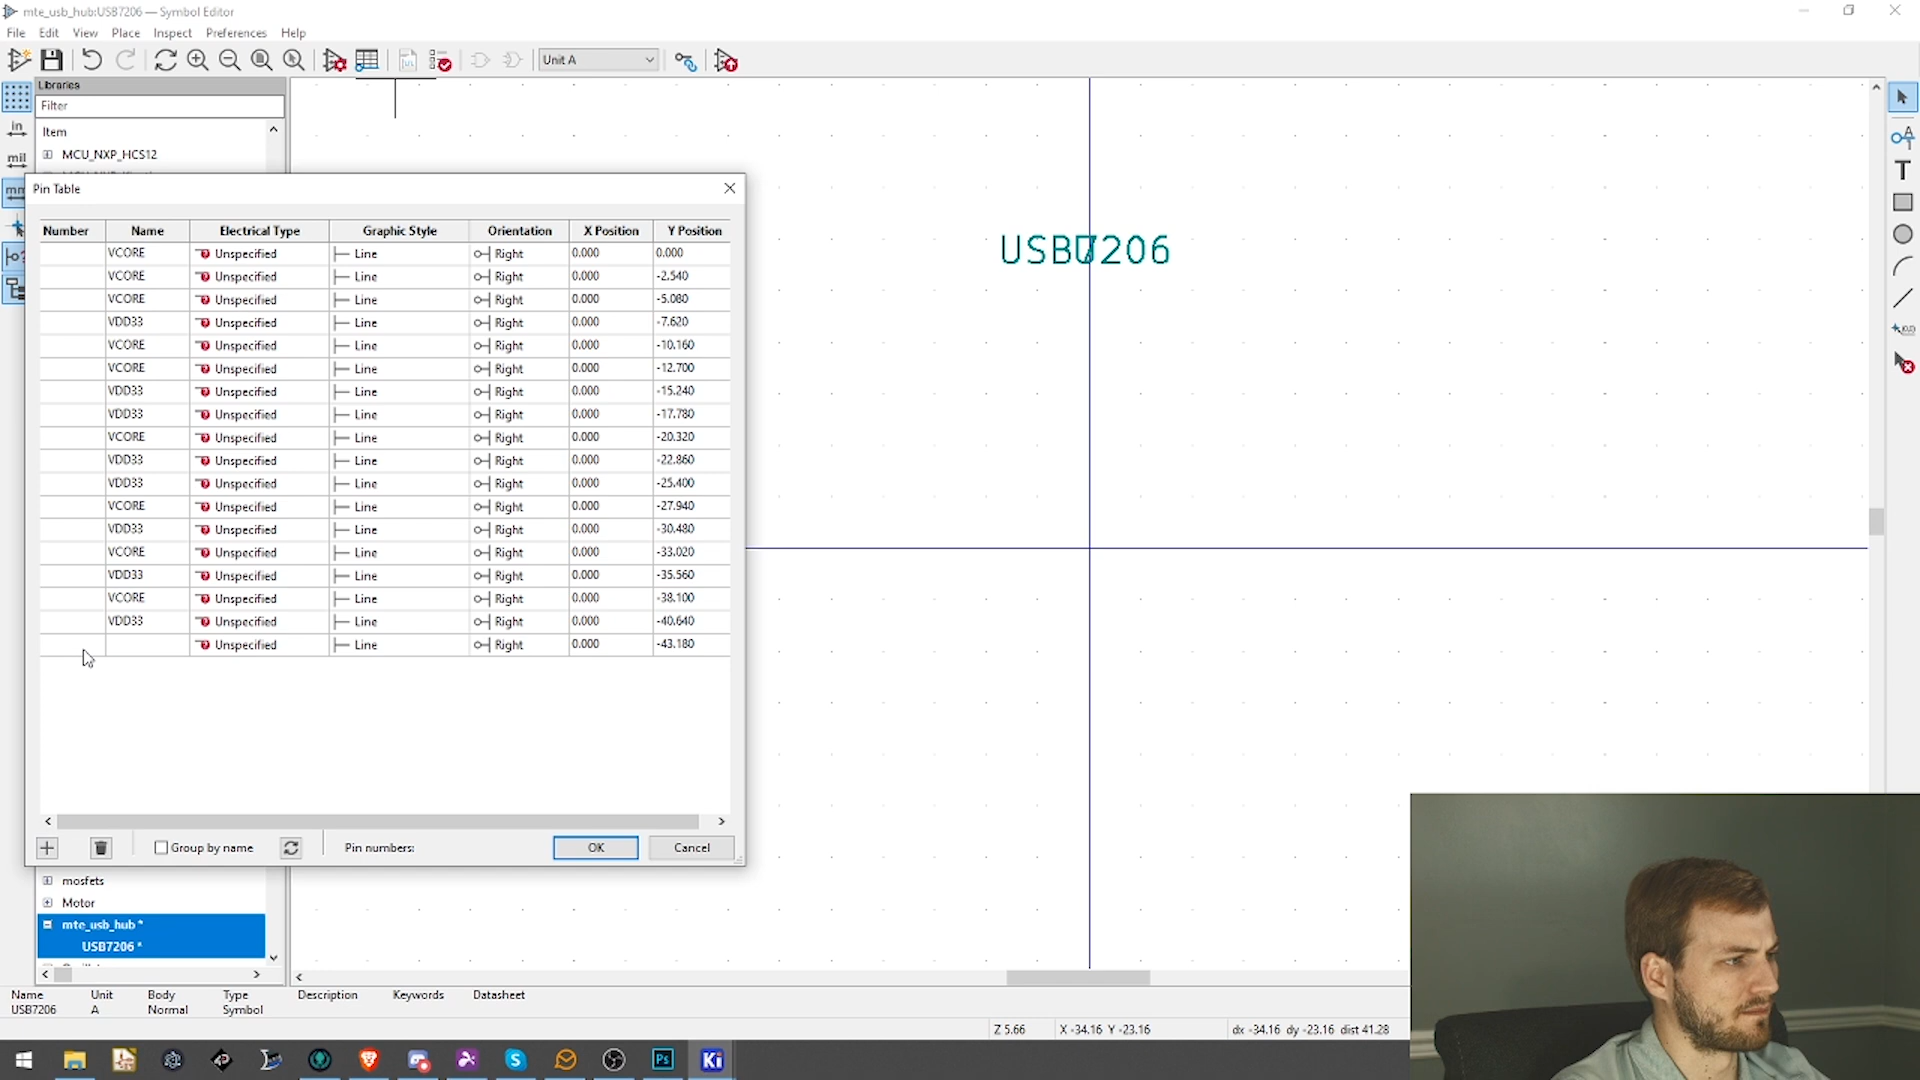 mte_usb_hub:USB7206 — Symbol Editor
File Edit View Place Inspect Preferences Help
Unit A
Libraries
Filter
Item
MCU_NXP_HCS12
in
mil
mm
Pin Table
Number Name Electrical Type Graphic Style Orientation X Position Y Position
VCORE Unspecified Line Right 0.000 0.000
VCORE Unspecified Line Right 0.000 -2.540
VCORE Unspecified Line Right 0.000 -5.080
VDD33 Unspecified Line Right 0.000 -7.620
VCORE Unspecified Line Right 0.000 -10.160
VCORE Unspecified Line Right 0.000 -12.700
VDD33 Unspecified Line Right 0.000 -15.240
VDD33 Unspecified Line Right 0.000 -17.780
VCORE Unspecified Line Right 0.000 -20.320
VDD33 Unspecified Line Right 0.000 -22.860
VDD33 Unspecified Line Right 0.000 -25.400
VCORE Unspecified Line Right 0.000 -27.940
VDD33 Unspecified Line Right 0.000 -30.480
VCORE Unspecified Line Right 0.000 -33.020
VDD33 Unspecified Line Right 0.000 -35.560
VCORE Unspecified Line Right 0.000 -38.100
VDD33 Unspecified Line Right 0.000 -40.640
Unspecified Line Right 0.000 -43.180
Group by name Pin numbers: OK Cancel
USB7206
mosfets
Motor
mte_usb_hub *
USB7206 *
Name Unit Body Type Description Keywords Datasheet
USB7206 A Normal Symbol
Z 5.66 X -34.16 Y -23.16 dx -34.16 dy -23.16 dist 41.28
Ps
Ki